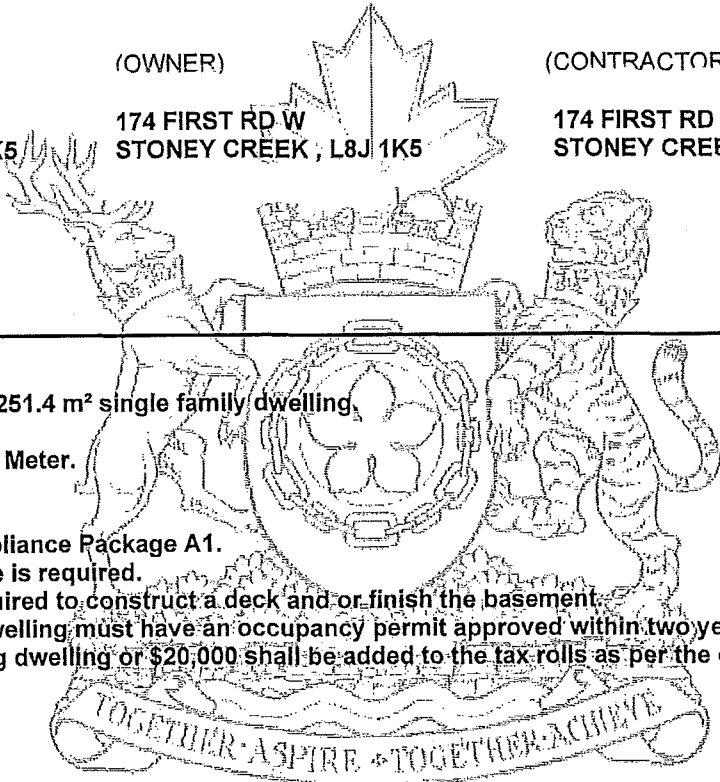 (OWNER) (CONTRACTOR
174 FIRST RD W 174 FIRST RD
K5 STONEY CREEK , L8J 1K5 STONEY CREE
251.4 m² single family dwelling.
Meter.
pliance Package A1.
e is required.
uired to construct a deck and or finish the basement.
welling must have an occupancy permit approved within two ye
g dwelling or $20,000 shall be added to the tax rolls as per the
TOGETHER·ASPIRE TOGETHER·ACHIEVE